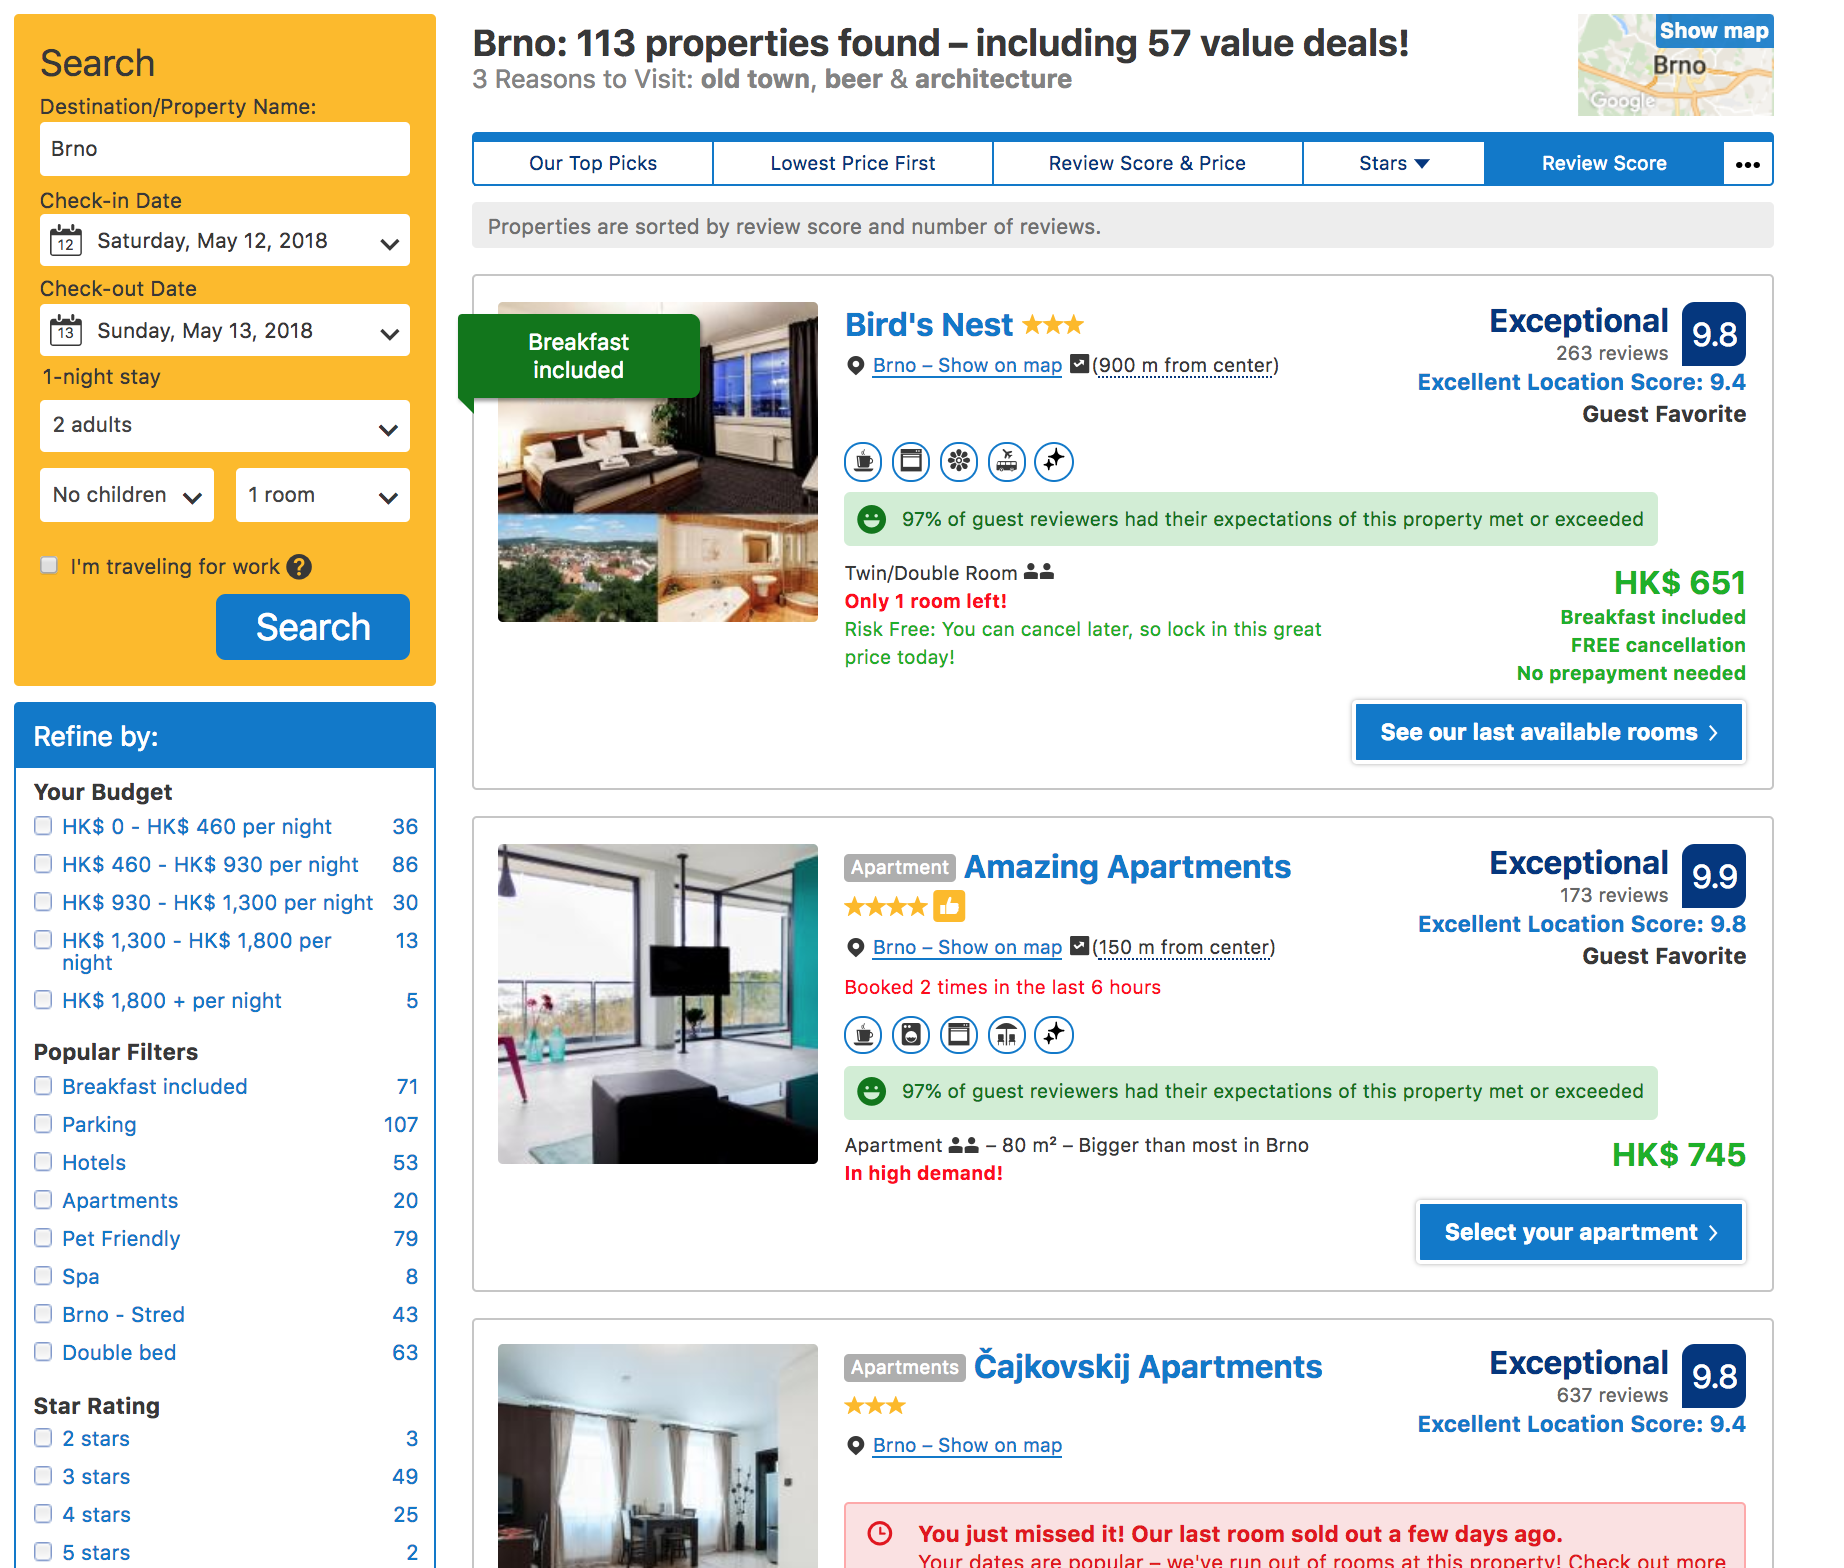 Search
Destination/Property Name:
Brno
Check-in Date
12
Saturday, May 12, 2018
Check-out Date
13
Sunday, May 13, 2018
1-night stay
2 adults
No children
1 room
I'm traveling for work ?
Search
Refine by:
Your Budget
HK$ 0 - HK$ 460 per night 36
HK$ 460 - HK$ 930 per night 86
HK$ 930 - HK$ 1,300 per night 30
HK$ 1,300 - HK$ 1,800 per 13
night
HK$ 1,800 + per night 5
Popular Filters
Breakfast included 71
Parking 107
Hotels 53
Apartments 20
Pet Friendly 79
Spa 8
Brno - Stred 43
Double bed 63
Star Rating
2 stars 3
3 stars 49
4 stars 25
5 stars 2
Brno: 113 properties found – including 57 value deals!
3 Reasons to Visit: old town, beer & architecture
Show map
Brno
Google
Our Top Picks
Lowest Price First
Review Score & Price
Stars
Review Score
•••
Properties are sorted by review score and number of reviews.
Breakfast
included
Bird's Nest
Brno – Show on map (900 m from center)
Exceptional 9.8
263 reviews
Excellent Location Score: 9.4
Guest Favorite
97% of guest reviewers had their expectations of this property met or exceeded
Twin/Double Room
Only 1 room left!
Risk Free: You can cancel later, so lock in this great
price today!
HK$ 651
Breakfast included
FREE cancellation
No prepayment needed
See our last available rooms
Apartment Amazing Apartments
Brno – Show on map (150 m from center)
Booked 2 times in the last 6 hours
Exceptional 9.9
173 reviews
Excellent Location Score: 9.8
Guest Favorite
97% of guest reviewers had their expectations of this property met or exceeded
Apartment – 80 m² – Bigger than most in Brno
In high demand!
HK$ 745
Select your apartment
Apartments Čajkovskij Apartments
Brno – Show on map
Exceptional 9.8
637 reviews
Excellent Location Score: 9.4
You just missed it! Our last room sold out a few days ago.
Your dates are popular – we've run out of rooms at this property! Check out more